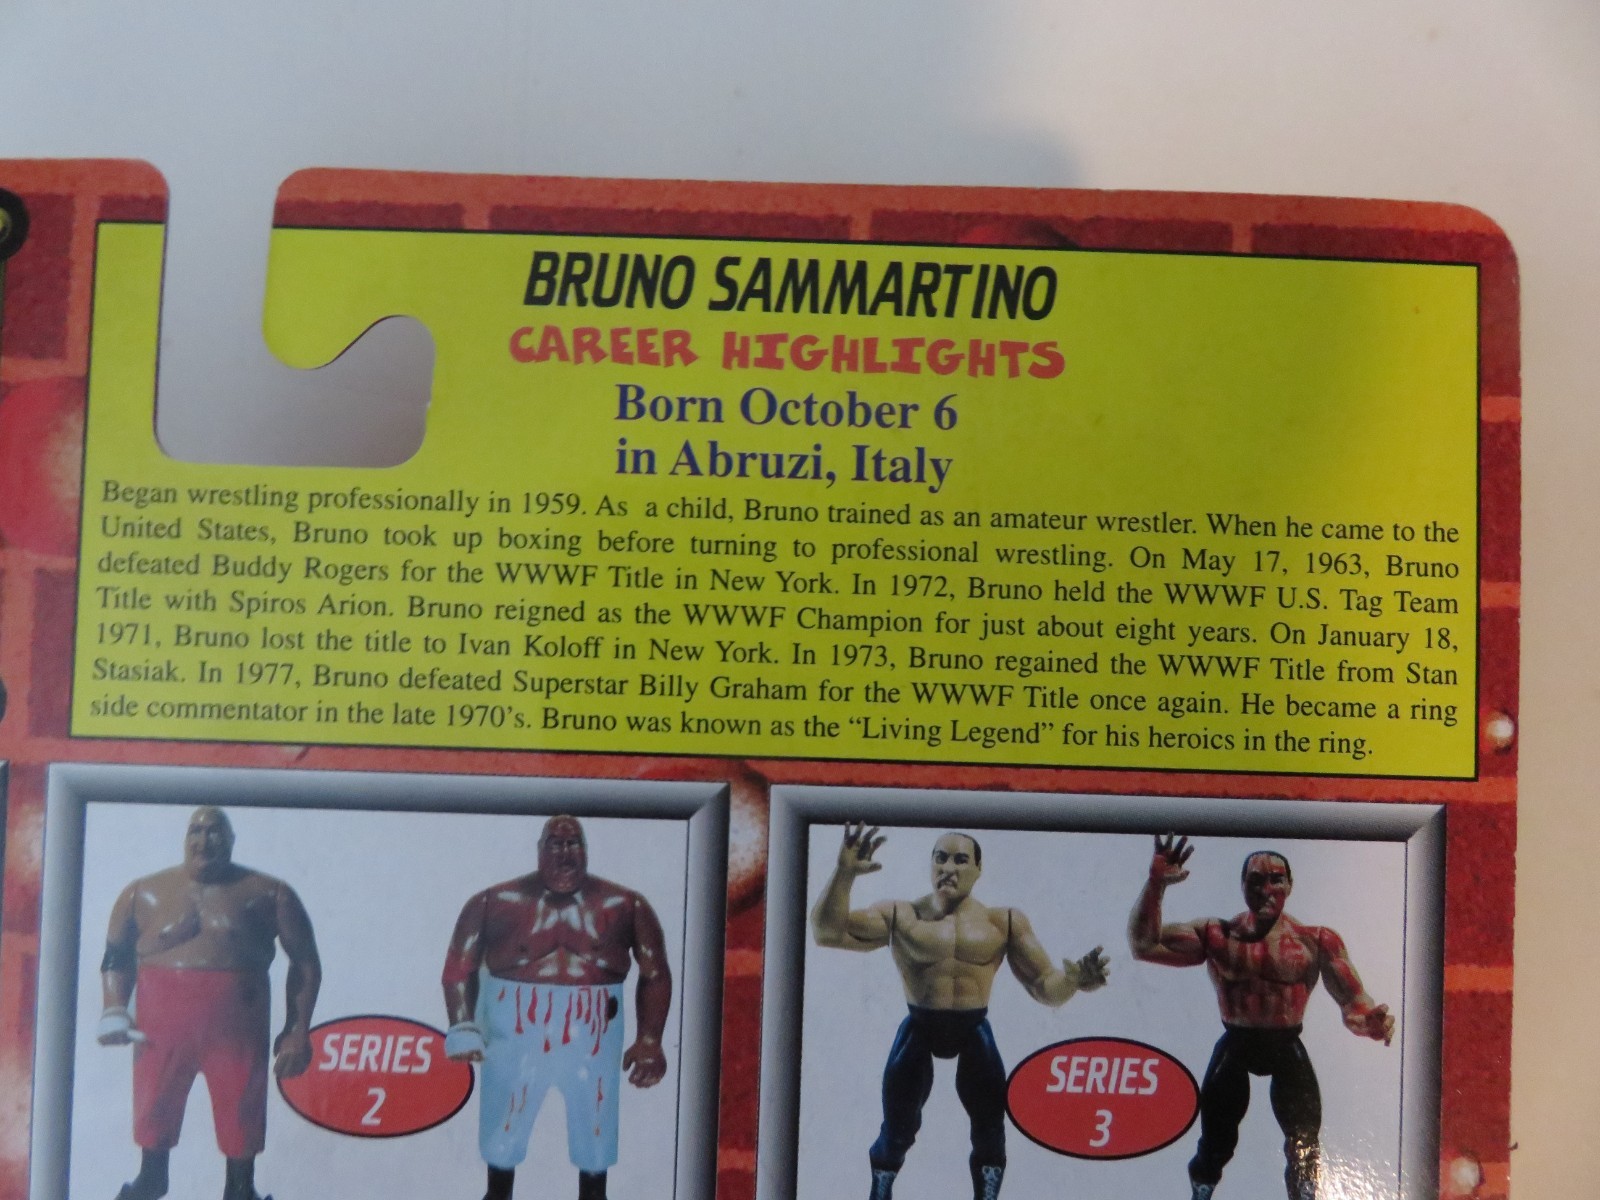 BRUNO SAMMARTINO
CAREER HIGHLIGHTS
Born October 6
in Abruzi, Italy
Began wrestling professionally in 1959. As a child, Bruno trained as an amateur wrestler. When he came to the
United States, Bruno took up boxing before turning to professional wrestling. On May 17, 1963, Bruno
defeated Buddy Rogers for the WWWF Title in New York. In 1972, Bruno held the WWWF U.S. Tag Team
Title with Spiros Arion. Bruno reigned as the WWWF Champion for just about eight years. On January 18,
1971, Bruno lost the title to Ivan Koloff in New York. In 1973, Bruno regained the WWWF Title from Stan
Stasiak. In 1977, Bruno defeated Superstar Billy Graham for the WWWF Title once again. He became a ring
side commentator in the late 1970's. Bruno was known as the “Living Legend” for his heroics in the ring.
SERIES
2
SERIES
3